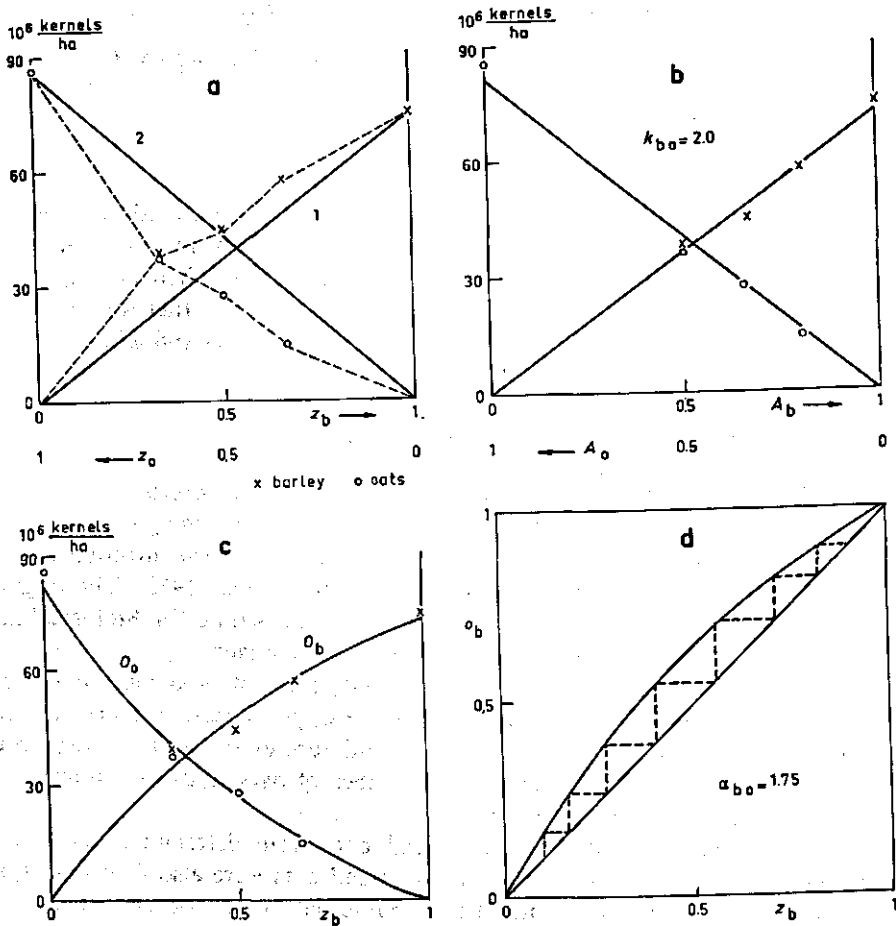 10⁶ kernels/ha
90
a
2
60
1
30
0
0 0.5 z_b → 1
1 ← z_o 0.5 0
10⁶ kernels/ha
90
b
k_bo = 2.0
60
30
0
0 0.5 A_b → 1
1 ← A_o 0.5 0
x barley o oats
10⁶ kernels/ha
90
c
O_o
O_b
60
30
0
0 0.5 z_b 1
1
d
o_b
0,5
α_bo = 1.75
0
0 0.5 z_b 1